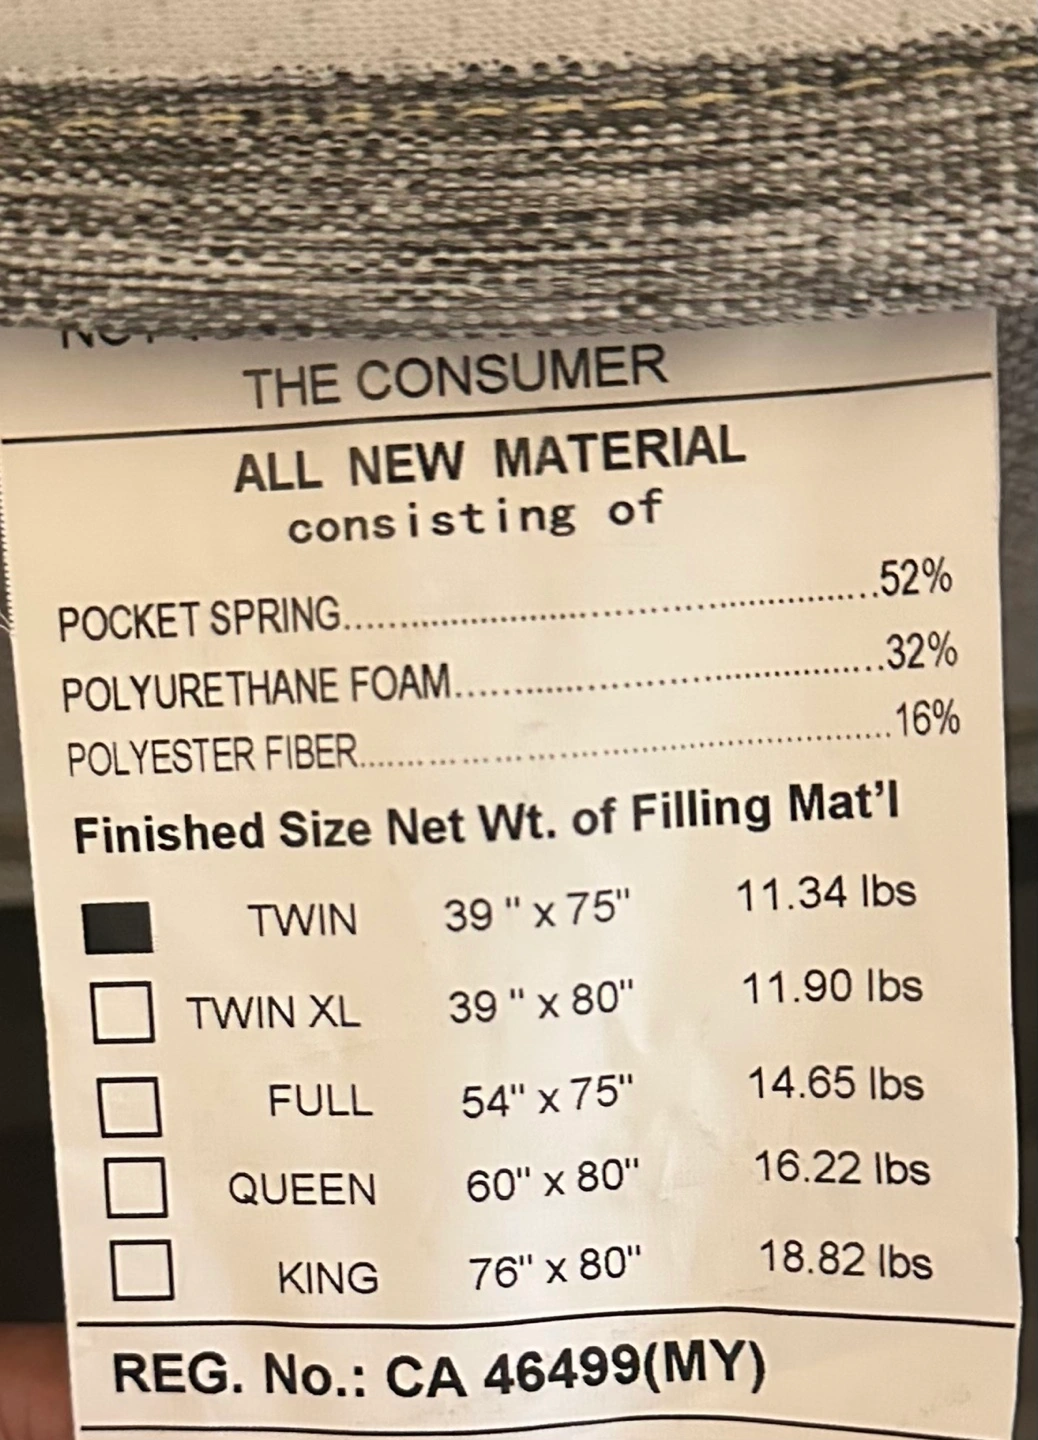 THE CONSUMER
ALL NEW MATERIAL
consisting of
POCKET SPRING.......................................................52%
POLYURETHANE FOAM............................................32%
POLYESTER FIBER......................................................16%
Finished Size Net Wt. of Filling Mat'l
TWIN 39 " x 75" 11.34 lbs
TWIN XL 39 " x 80" 11.90 lbs
FULL 54" x 75" 14.65 lbs
QUEEN 60" x 80" 16.22 lbs
KING 76" x 80" 18.82 lbs
REG. No.: CA 46499(MY)